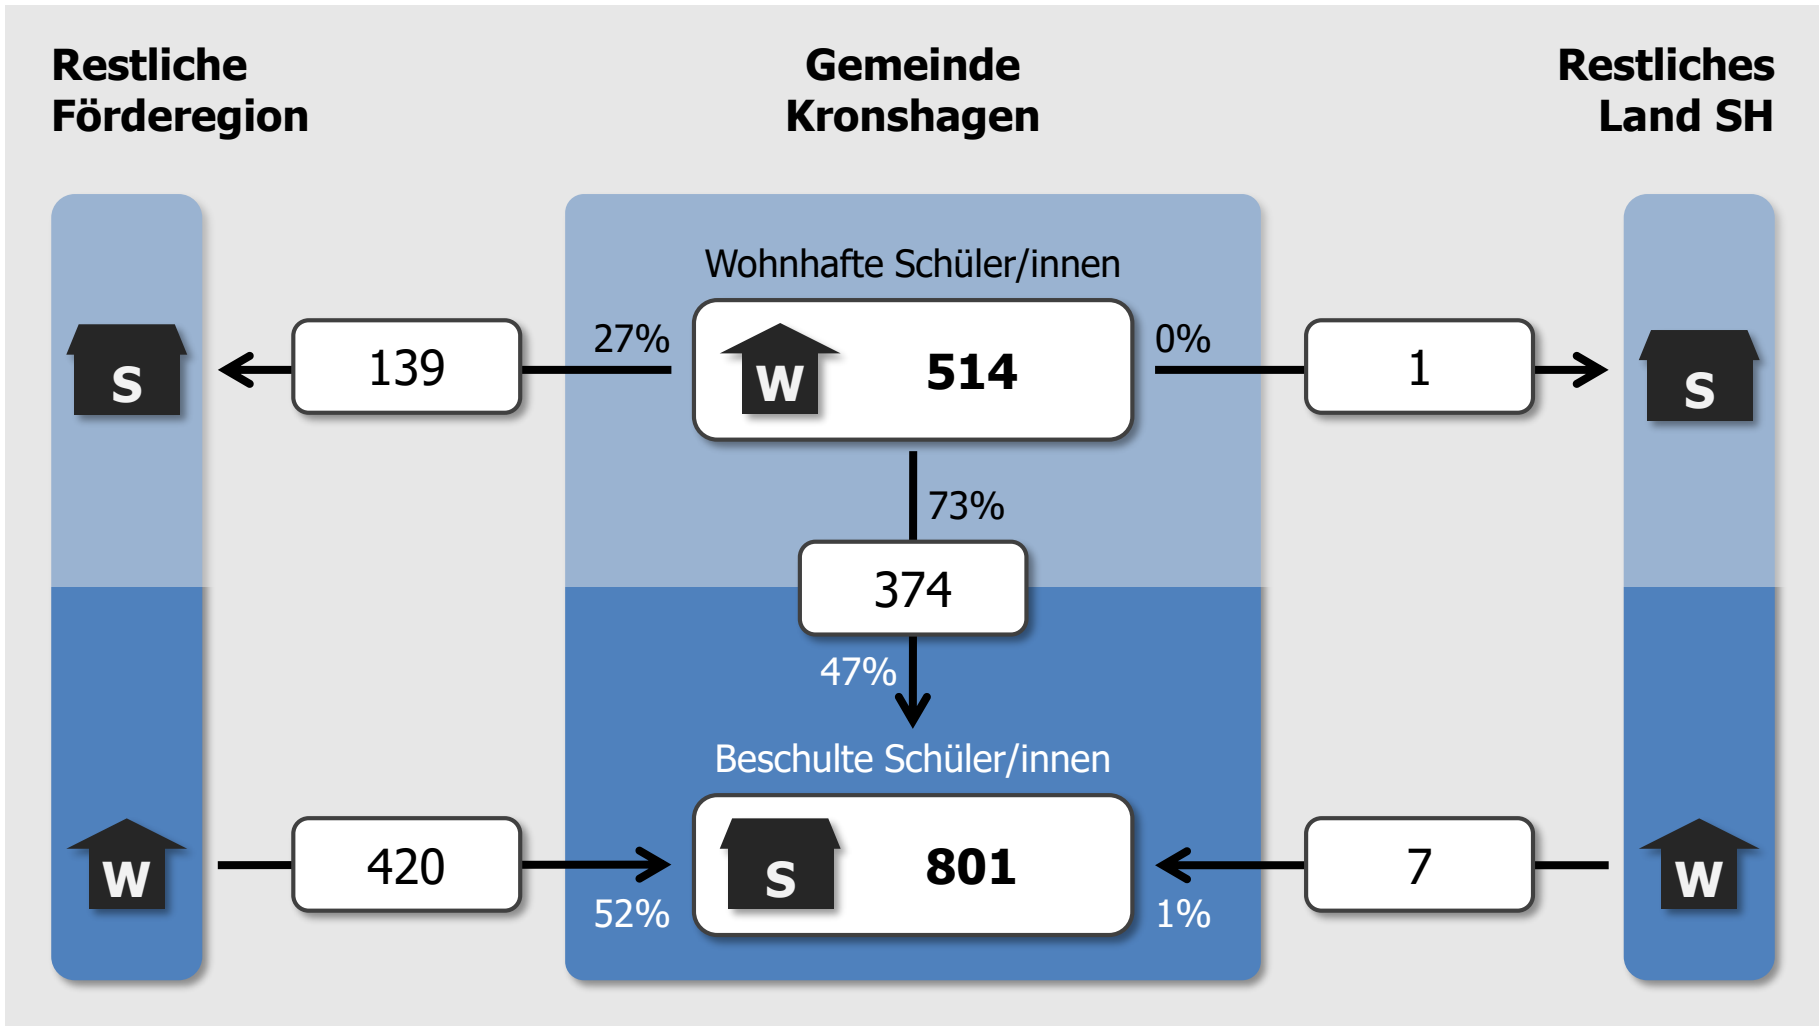 Restliche
Förderegion
Gemeinde
Kronshagen
Restliches
Land SH
Wohnhafte Schüler/innen
S
139
27%
W
514
0%
1
S
73%
374
47%
Beschulte Schüler/innen
W
420
52%
S
801
1%
7
W